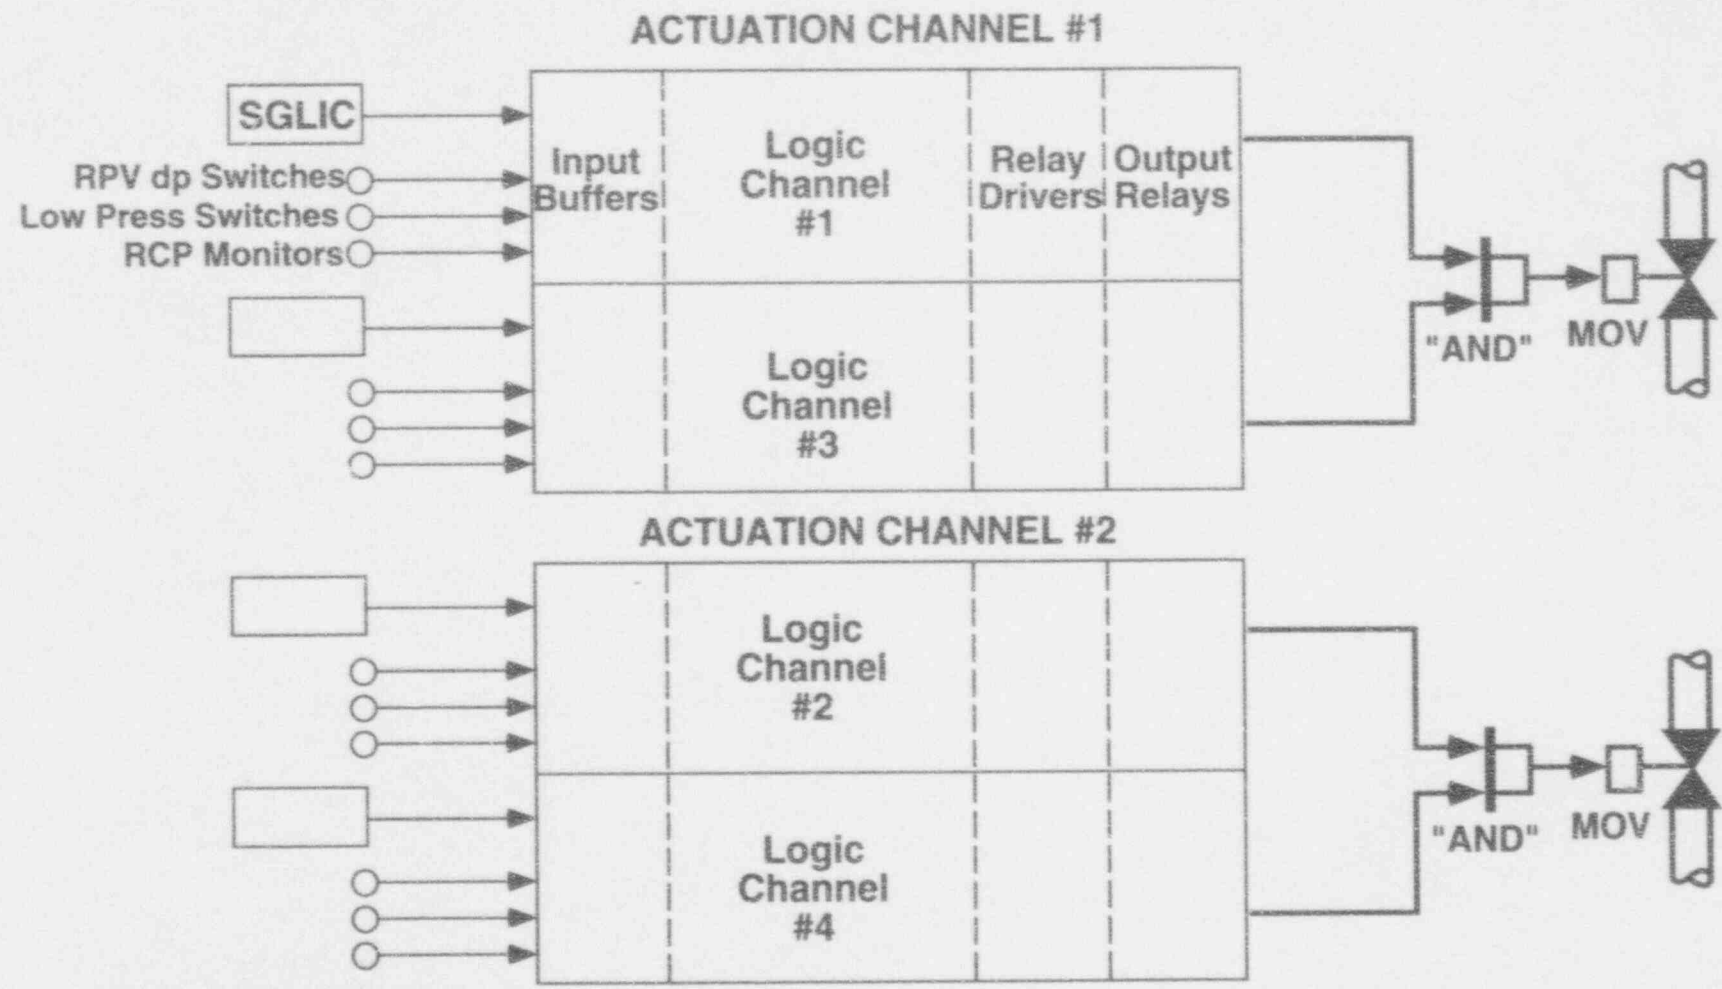 ACTUATION CHANNEL #1
SGLIC
RPV dp Switches
Low Press Switches
RCP Monitors
Input
Buffers
Logic
Channel
#1
Relay
Drivers
Output
Relays
"AND"
MOV
Logic
Channel
#3
ACTUATION CHANNEL #2
Logic
Channel
#2
"AND"
MOV
Logic
Channel
#4